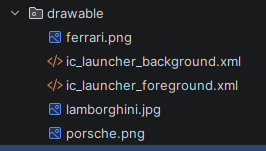 drawable
ferrari.png
ic_launcher_background.xml
ic_launcher_foreground.xml
lamborghini.jpg
porsche.png